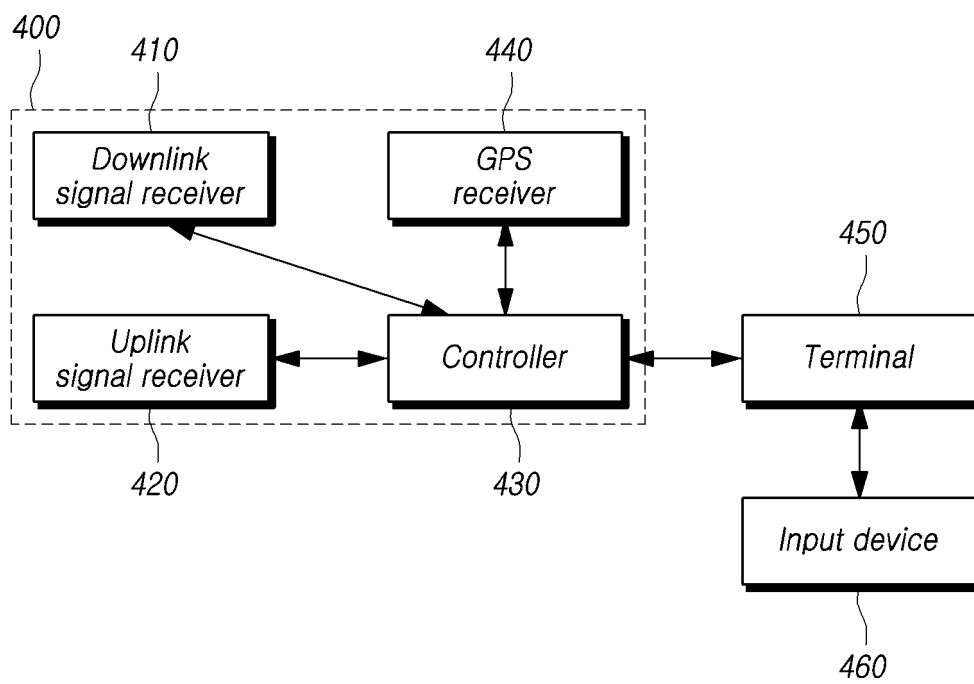 400
410
440
Downlink
signal receiver
GPS
receiver
450
Uplink
signal receiver
Controller
Terminal
420
430
Input device
460